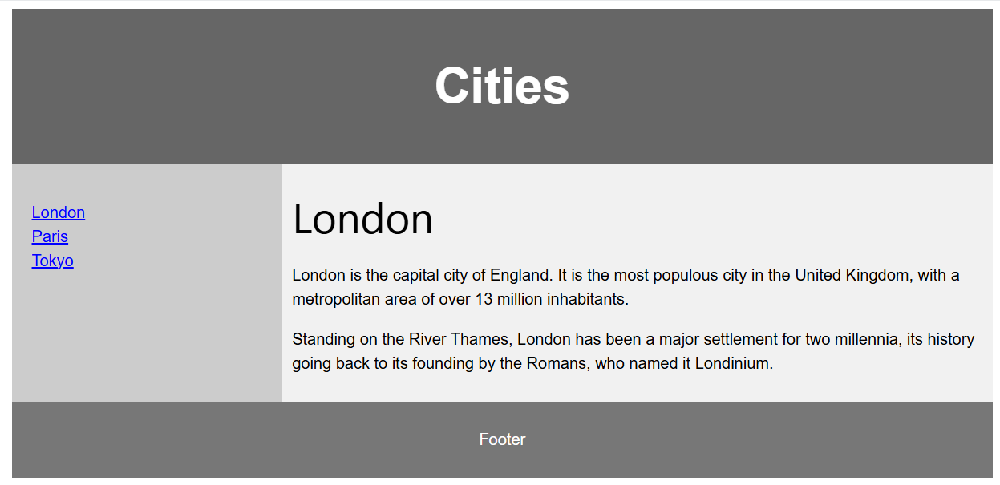 Cities
London
Paris
Tokyo
London
London is the capital city of England. It is the most populous city in the United Kingdom, with a
metropolitan area of over 13 million inhabitants.
Standing on the River Thames, London has been a major settlement for two millennia, its history
going back to its founding by the Romans, who named it Londinium.
Footer